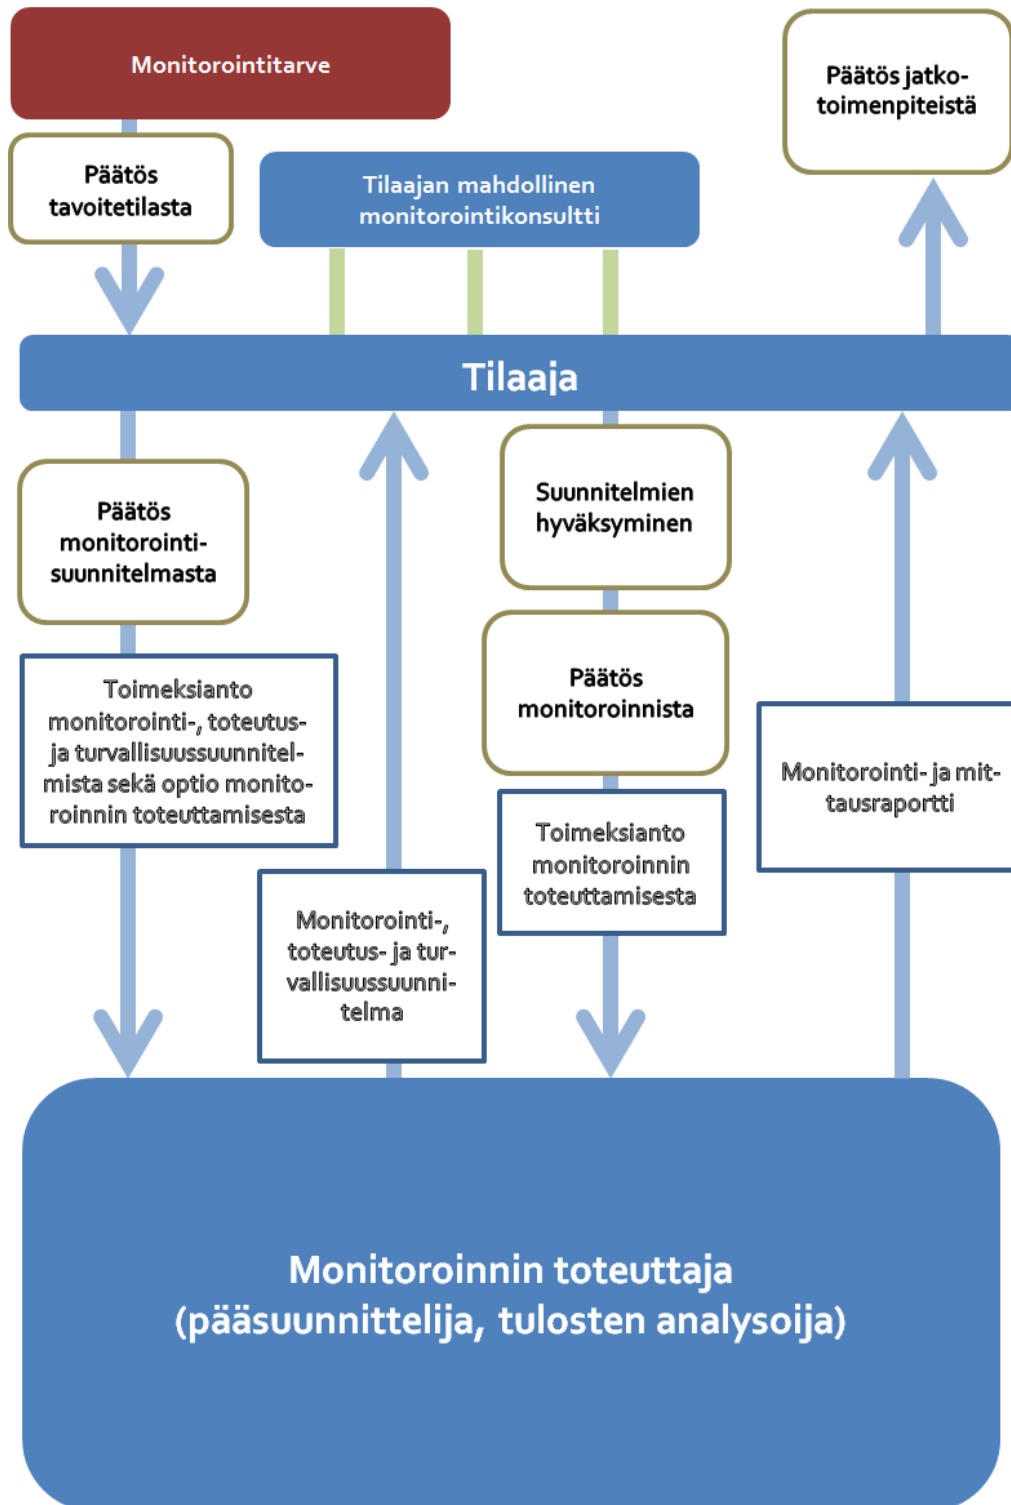 Monitorointitarve
Päätös jatko-
toimenpiteistä
Päätös
tavoitetilasta
Tilaajan mahdollinen
monitorointikonsultti
Tilaaja
Päätös
monitorointi-
suunnitelmasta
Suunnitelmien
hyväksyminen
Toimeksianto
monitorointi-, toteutus-
ja turvallisuussuunnitel-
mista sekä optio monito-
roinnin toteuttamisesta
Päätös
monitoroinnista
Monitorointi- ja mit-
tausraportti
Toimeksianto
monitoroinnin
toteuttamisesta
Monitorointi-,
toteutus- ja tur-
vallisuussuunni-
telma
Monitoroinnin toteuttaja
(pääsuunnittelija, tulosten analysoija)